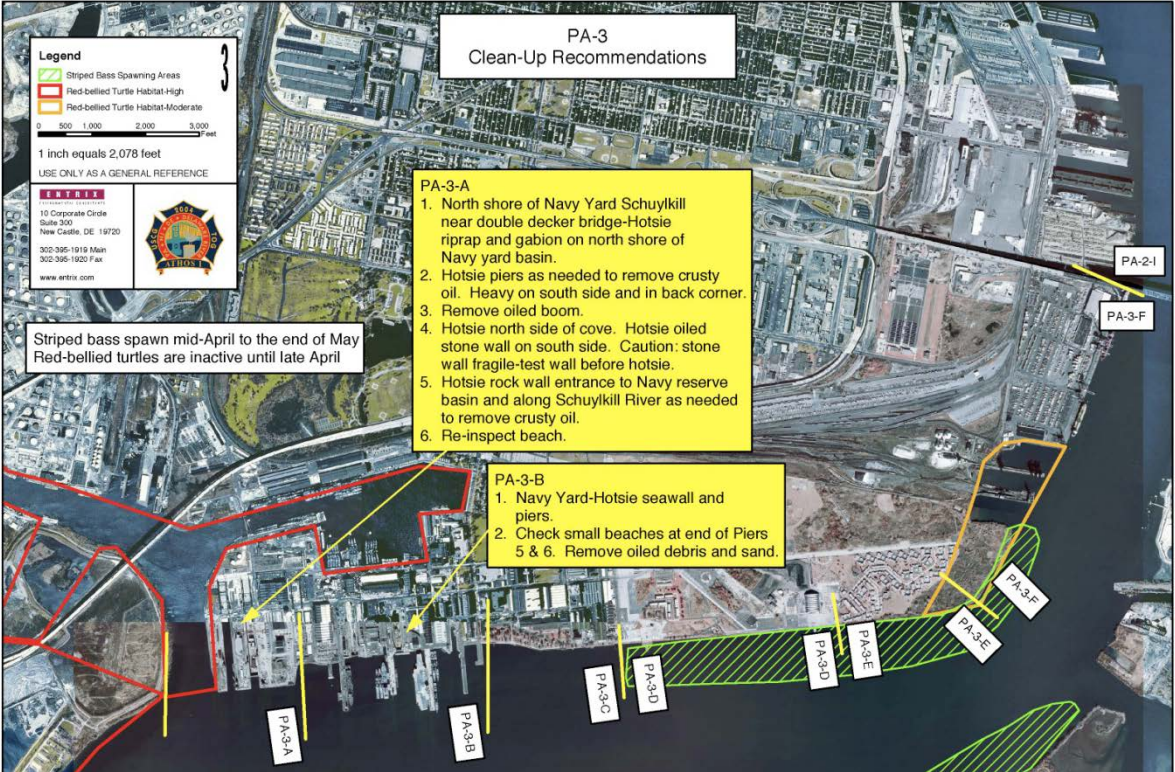 PA-3
Clean-Up Recommendations
Legend
3
Striped Bass Spawning Areas
Red-bellied Turtle Habitat-High
Red-bellied Turtle Habitat-Moderate
0 500 1,000 2,000 3,000
Feet
1 inch equals 2,078 feet
USE ONLY AS A GENERAL REFERENCE
ENTRIX
10 Corporate Circle
Suite 300
New Castle, DE 19720
302-395-1919 Main
302-395-1920 Fax
www.entrix.com
2004
ATHOS I
Striped bass spawn mid-April to the end of May
Red-bellied turtles are inactive until late April
PA-3-A
1. North shore of Navy Yard Schuylkill
near double decker bridge-Hotsie
riprap and gabion on north shore of
Navy yard basin.
2. Hotsie piers as needed to remove crusty
oil. Heavy on south side and in back corner.
3. Remove oiled boom.
4. Hotsie north side of cove. Hotsie oiled
stone wall on south side. Caution: stone
wall fragile-test wall before hotsie.
5. Hotsie rock wall entrance to Navy reserve
basin and along Schuylkill River as needed
to remove crusty oil.
6. Re-inspect beach.
PA-3-B
1. Navy Yard-Hotsie seawall and
piers.
2. Check small beaches at end of Piers
5 & 6. Remove oiled debris and sand.
PA-2-I
PA-3-F
PA-3-F
PA-3-E
PA-3-E
PA-3-D
PA-3-D
PA-3-C
PA-3-B
PA-3-A